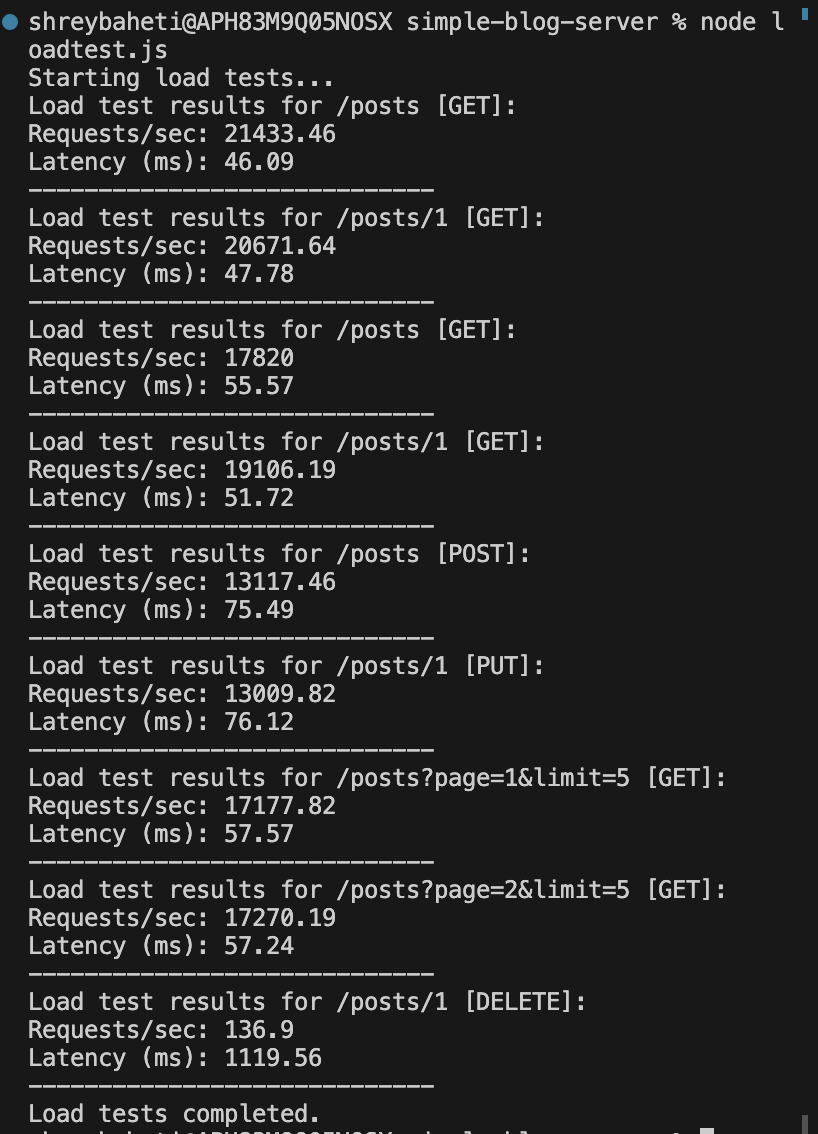 shreybaheti@APH83M9Q05NOSX simple-blog-server % node l
oadtest.js
Starting load tests...
Load test results for /posts [GET]:
Requests/sec: 21433.46
Latency (ms): 46.09
-----------------------------
Load test results for /posts/1 [GET]:
Requests/sec: 20671.64
Latency (ms): 47.78
-----------------------------
Load test results for /posts [GET]:
Requests/sec: 17820
Latency (ms): 55.57
-----------------------------
Load test results for /posts/1 [GET]:
Requests/sec: 19106.19
Latency (ms): 51.72
-----------------------------
Load test results for /posts [POST]:
Requests/sec: 13117.46
Latency (ms): 75.49
-----------------------------
Load test results for /posts/1 [PUT]:
Requests/sec: 13009.82
Latency (ms): 76.12
-----------------------------
Load test results for /posts?page=1&limit=5 [GET]:
Requests/sec: 17177.82
Latency (ms): 57.57
-----------------------------
Load test results for /posts?page=2&limit=5 [GET]:
Requests/sec: 17270.19
Latency (ms): 57.24
-----------------------------
Load test results for /posts/1 [DELETE]:
Requests/sec: 136.9
Latency (ms): 1119.56
-----------------------------
Load tests completed.